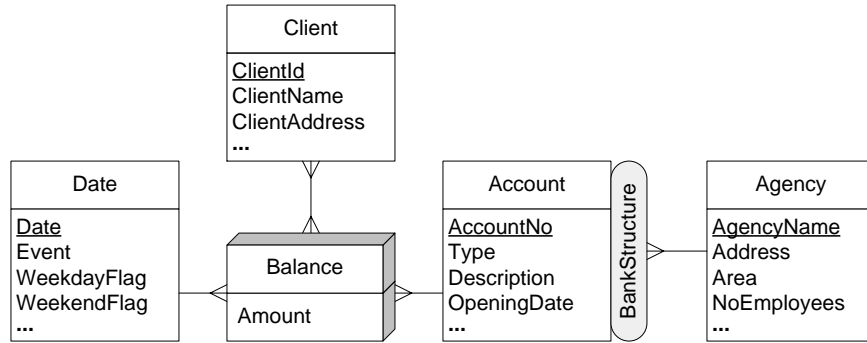 Client
ClientId
ClientName
ClientAddress
...
Date
Date
Event
WeekdayFlag
WeekendFlag
...
Balance
Amount
Account
AccountNo
Type
Description
OpeningDate
...
BankStructure
Agency
AgencyName
Address
Area
NoEmployees
...